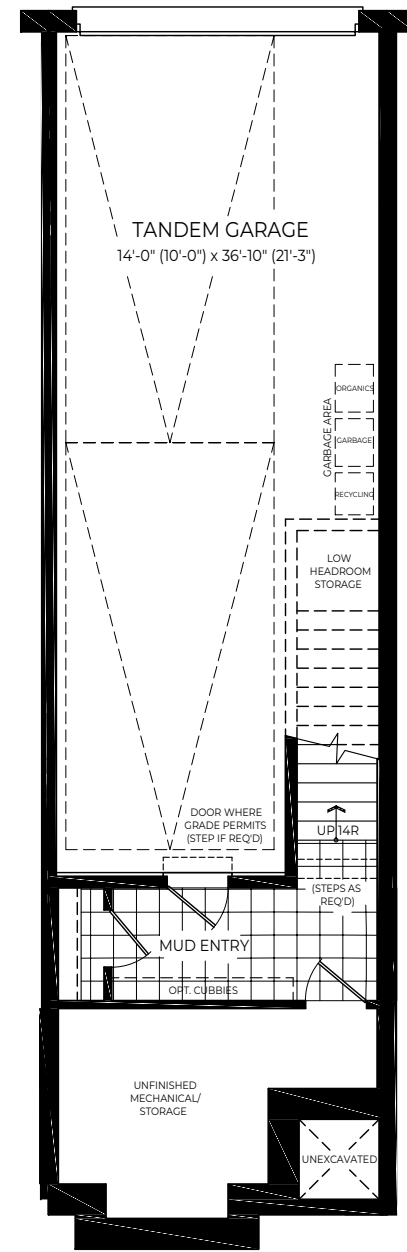 TANDEM GARAGE
14'-0" (10'-0") x 36'-10" (21'-3")
GARBAGE AREA
ORGANICS
GARBAGE
RECYCLING
LOW
HEADROOM
STORAGE
DOOR WHERE
GRADE PERMITS
(STEP IF REQ'D)
UP 14R
(STEPS AS
REQ'D)
MUD ENTRY
OPT. CUBBIES
UNFINISHED
MECHANICAL/
STORAGE
UNEXCAVATED